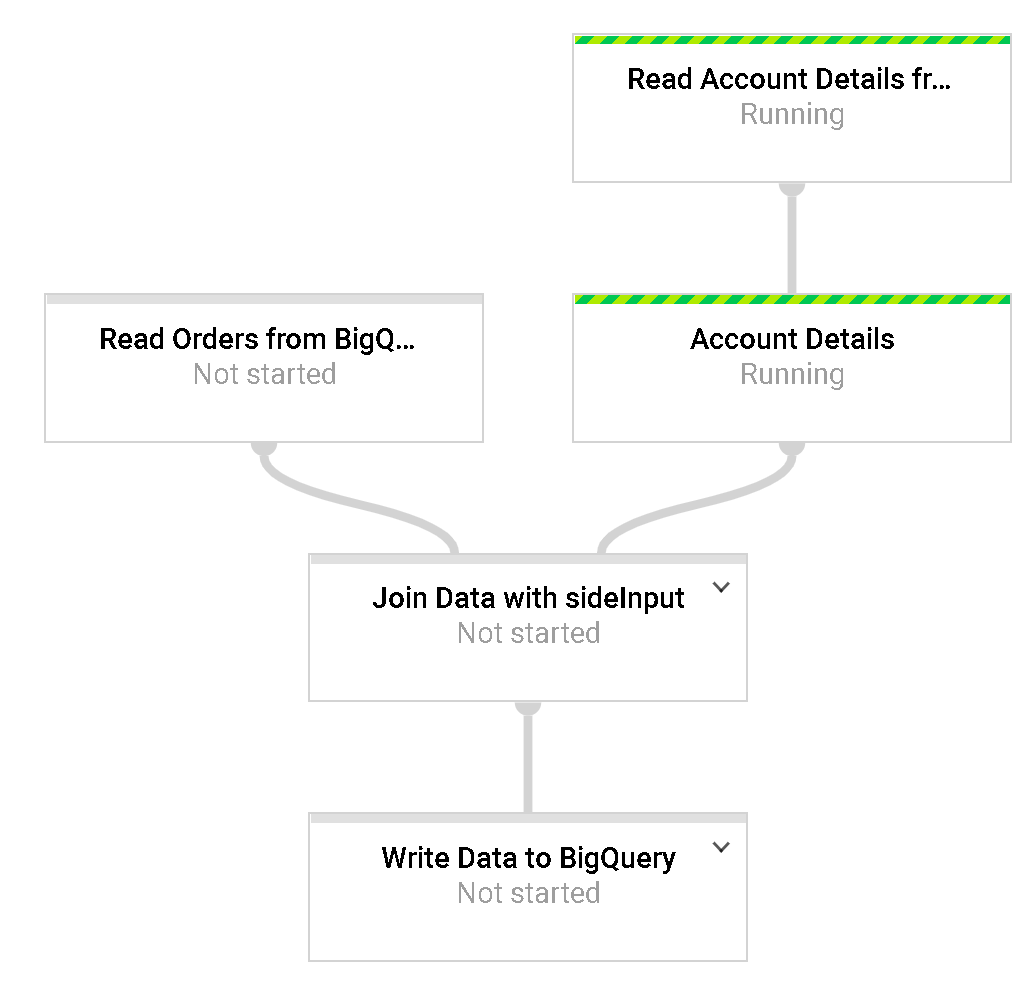 Read Account Details fr...
Running
Read Orders from BigQ...
Not started
Account Details
Running
Join Data with sideInput
Not started
Write Data to BigQuery
Not started